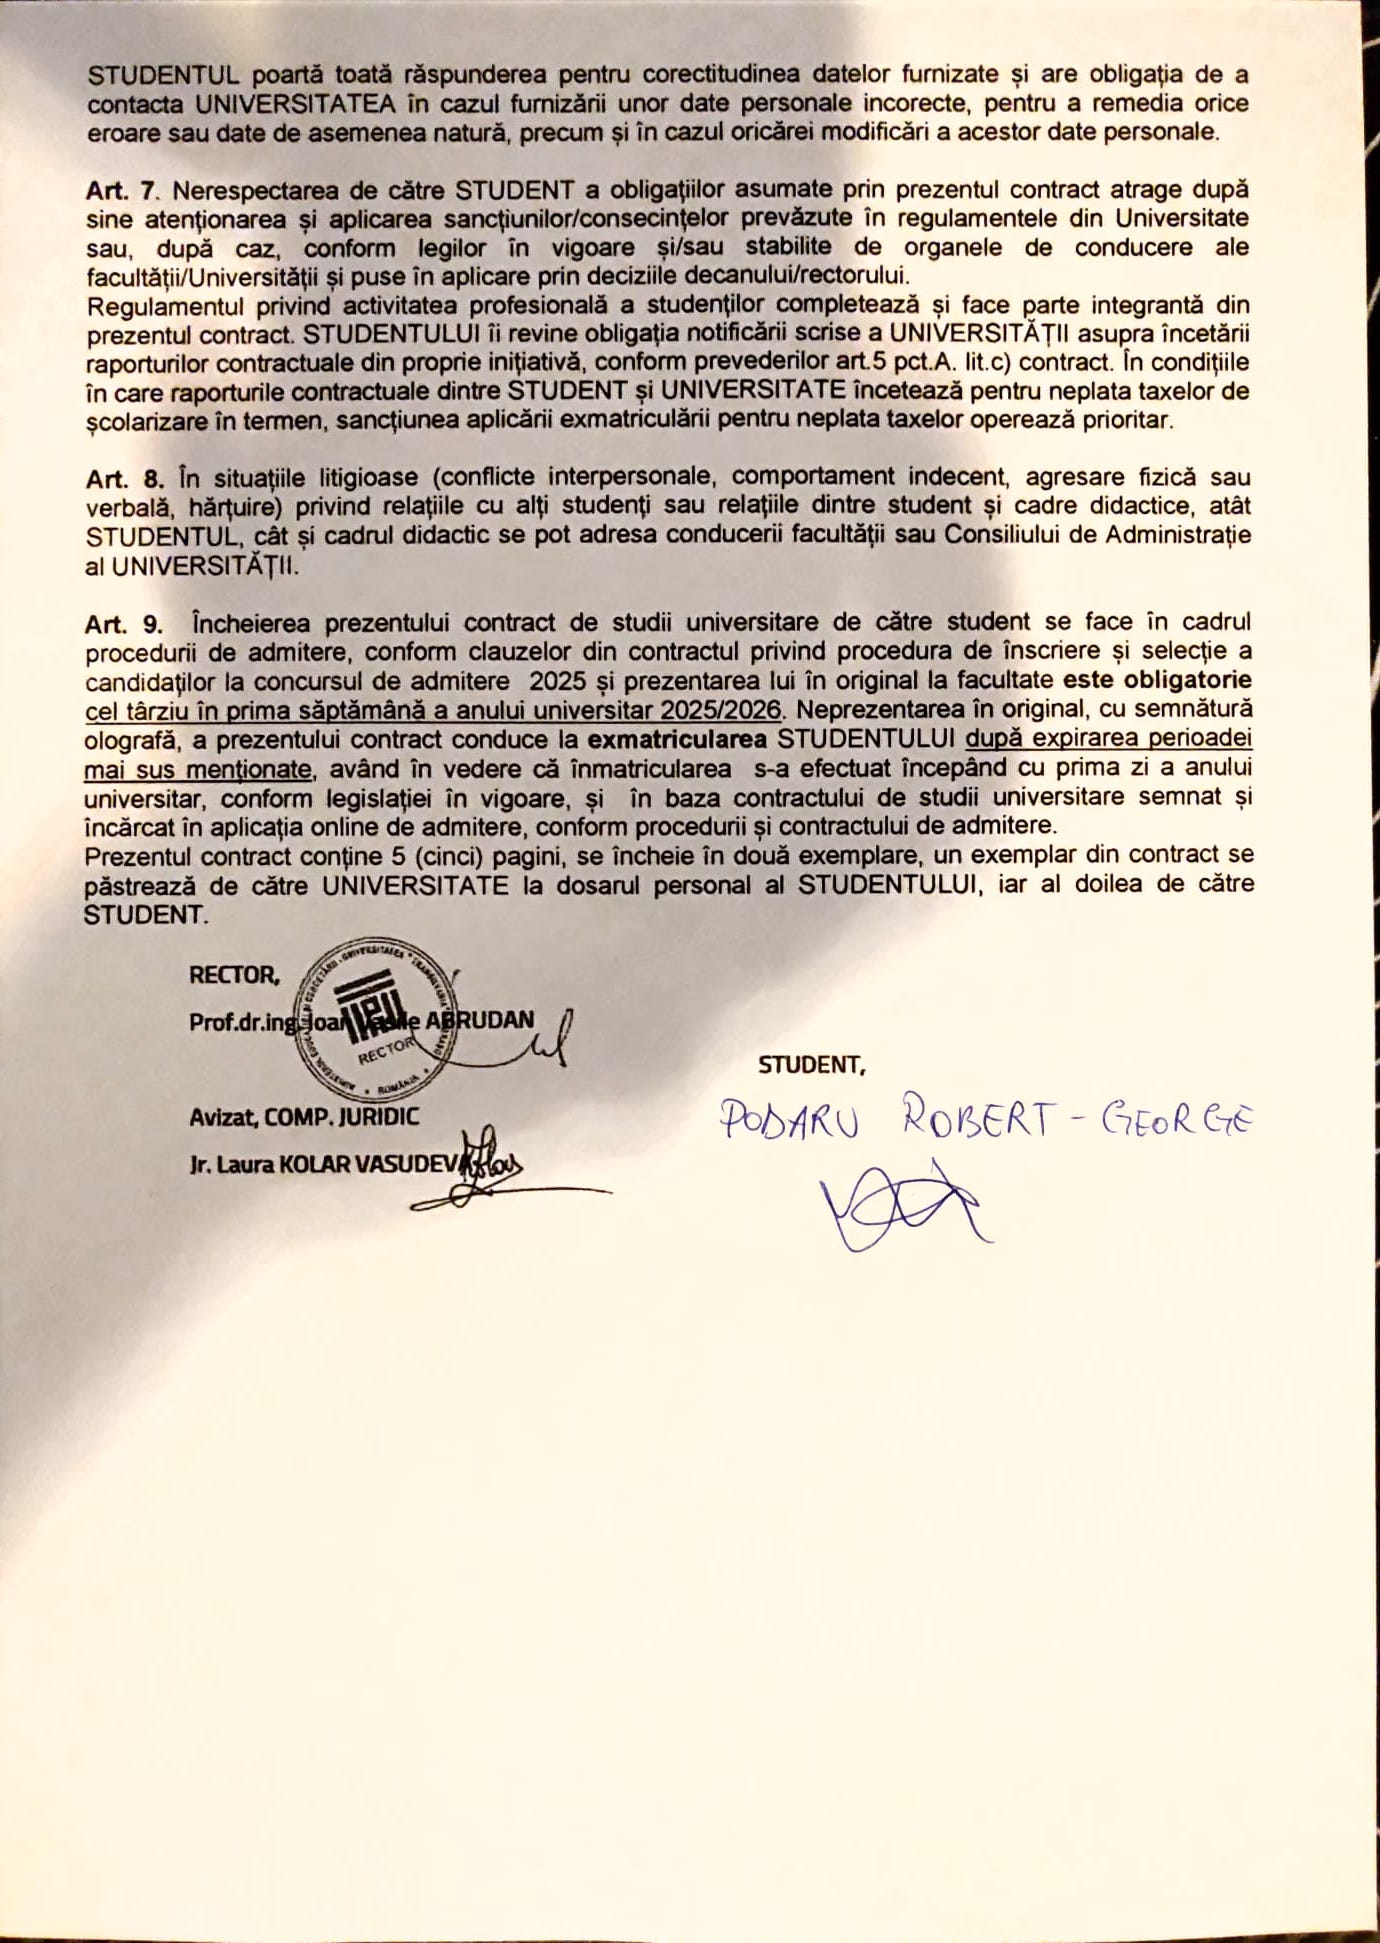 STUDENTUL poartă toată răspunderea pentru corectitudinea datelor furnizate și are obligația de a
contacta UNIVERSITATEA în cazul furnizării unor date personale incorecte, pentru a remedia orice
eroare sau date de asemenea natură, precum și în cazul oricărei modificări a acestor date personale.
Art. 7. Nerespectarea de către STUDENT a obligațiilor asumate prin prezentul contract atrage după
sine atenționarea și aplicarea sancțiunilor/consecințelor prevăzute în regulamentele din Universitate
sau, după caz, conform legilor în vigoare și/sau stabilite de organele de conducere ale
facultății/Universității și puse în aplicare prin deciziile decanului/rectorului.
Regulamentul privind activitatea profesională a studenților completează și face parte integrantă din
prezentul contract. STUDENTULUI îi revine obligația notificării scrise a UNIVERSITĂȚII asupra încetării
raporturilor contractuale din proprie inițiativă, conform prevederilor art.5 pct.A. lit.c) contract. În condițiile
în care raporturile contractuale dintre STUDENT și UNIVERSITATE încetează pentru neplata taxelor de
școlarizare în termen, sancțiunea aplicării exmatriculării pentru neplata taxelor operează prioritar.
Art. 8. În situațiile litigioase (conflicte interpersonale, comportament indecent, agresare fizică sau
verbală, hărțuire) privind relațiile cu alți studenți sau relațiile dintre student și cadre didactice, atât
STUDENTUL, cât și cadrul didactic se pot adresa conducerii facultății sau Consiliului de Administrație
al UNIVERSITĂȚII.
Art. 9. Încheierea prezentului contract de studii universitare de către student se face în cadrul
procedurii de admitere, conform clauzelor din contractul privind procedura de înscriere și selecție a
candidaților la concursul de admitere 2025 și prezentarea lui în original la facultate este obligatorie
cel târziu în prima săptămână a anului universitar 2025/2026. Neprezentarea în original, cu semnătură
olografă, a prezentului contract conduce la exmatricularea STUDENTULUI după expirarea perioadei
mai sus menționate, având în vedere că înmatricularea s-a efectuat începând cu prima zi a anului
universitar, conform legislației în vigoare, și în baza contractului de studii universitare semnat și
încărcat în aplicația online de admitere, conform procedurii și contractului de admitere.
Prezentul contract conține 5 (cinci) pagini, se încheie în două exemplare, un exemplar din contract se
păstrează de către UNIVERSITATE la dosarul personal al STUDENTULUI, iar al doilea de către
STUDENT.
RECTOR,
Prof.dr.ing. Ioan Vasile ABRUDAN
RECTOR
ROMÂNIA
STUDENT,
PODARU ROBERT-GEORGE
Avizat, COMP. JURIDIC
Jr. Laura KOLAR VASUDEVA